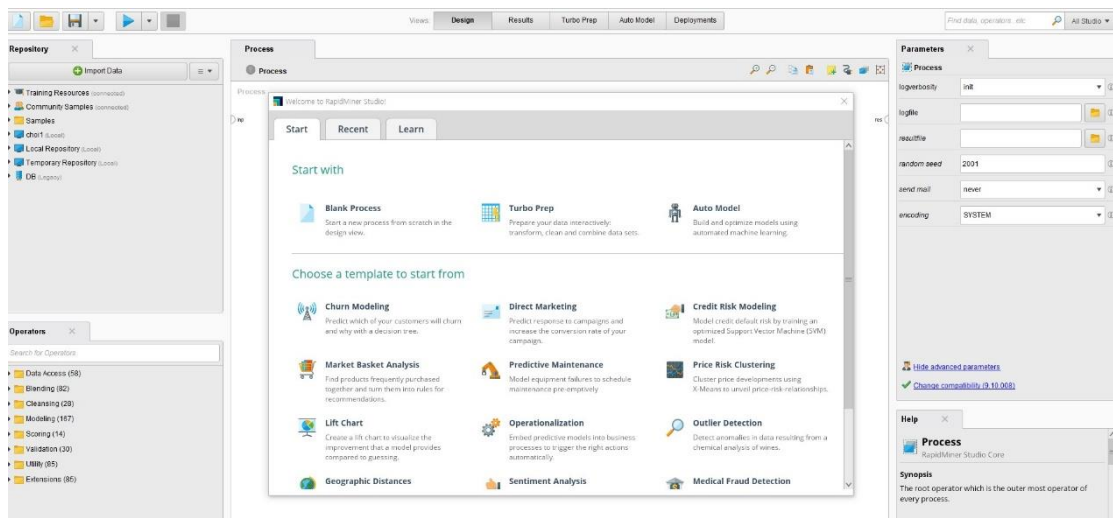 Views:
Design
Results
Turbo Prep
Auto Model
Deployments
Find data, operators...etc
All Studio
Repository
Import Data
Training Resources (connected)
Community Samples (connected)
Samples
choi1 (Local)
Local Repository (Local)
Temporary Repository (Local)
DB (Legacy)
Operators
Search for Operators
Data Access (58)
Blending (82)
Cleansing (28)
Modeling (167)
Scoring (14)
Validation (30)
Utility (85)
Extensions (85)
Process
Process
Process
Welcome to RapidMiner Studio!
Start
Recent
Learn
Start with
Blank Process
Start a new process from scratch in the
design view.
Turbo Prep
Prepare your data interactively:
transform, clean and combine data sets.
Auto Model
Build and optimize models using
automated machine learning.
Choose a template to start from
Churn Modeling
Predict which of your customers will churn
and why with a decision tree.
Direct Marketing
Predict response to campaigns and
increase the conversion rate of your
campaign.
Credit Risk Modeling
Model credit default risk by training an
optimized Support Vector Machine (SVM)
model.
Market Basket Analysis
Find products frequently purchased
together and turn them into rules for
recommendations.
Predictive Maintenance
Model equipment failures to schedule
maintenance pre-emptively
Price Risk Clustering
Cluster price developments using
X-Means to unveil price-risk relationships.
Lift Chart
Create a lift chart to visualize the
improvement that a model provides
compared to guessing.
Operationalization
Embed predictive models into business
processes to trigger the right actions
automatically.
Outlier Detection
Detect anomalies in data resulting from a
chemical analysis of wines.
Geographic Distances
Sentiment Analysis
Medical Fraud Detection
res
Parameters
Process
logverbosity
init
logfile
resultfile
random seed
2001
send mail
never
encoding
SYSTEM
Hide advanced parameters
Change compatibility (9.10.008)
Help
Process
RapidMiner Studio Core
Synopsis
The root operator which is the outer most operator of
every process.